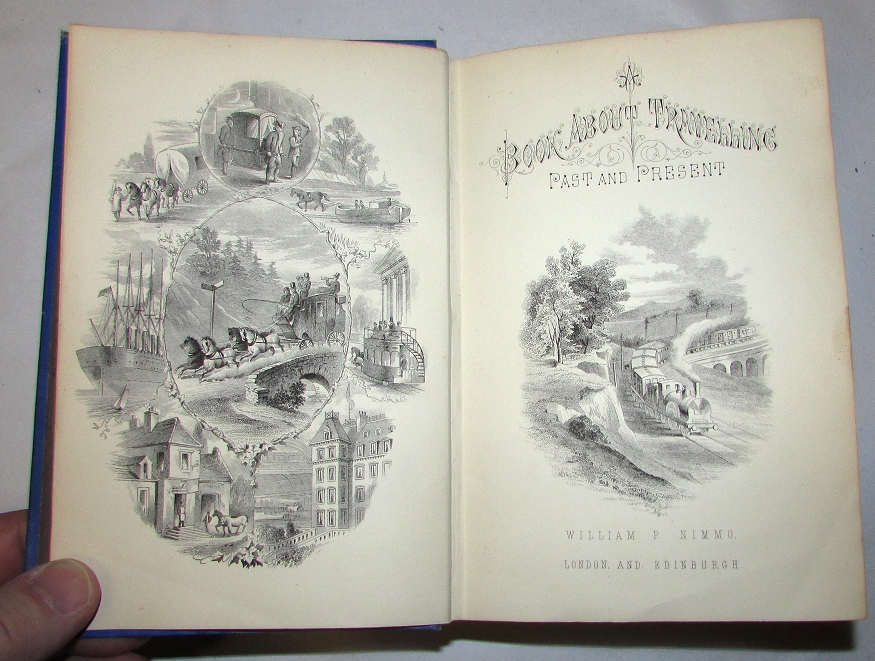 A
BOOK ABOUT TRAVELLING
PAST AND PRESENT
WILLIAM P. NIMMO.
LONDON, AND EDINBURGH.